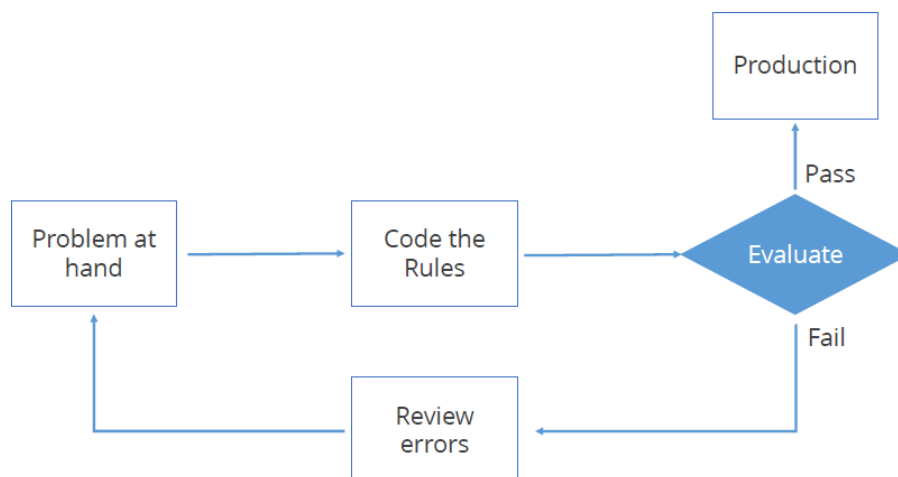 Production
Pass
Problem at
hand
Code the
Rules
Evaluate
Fail
Review
errors